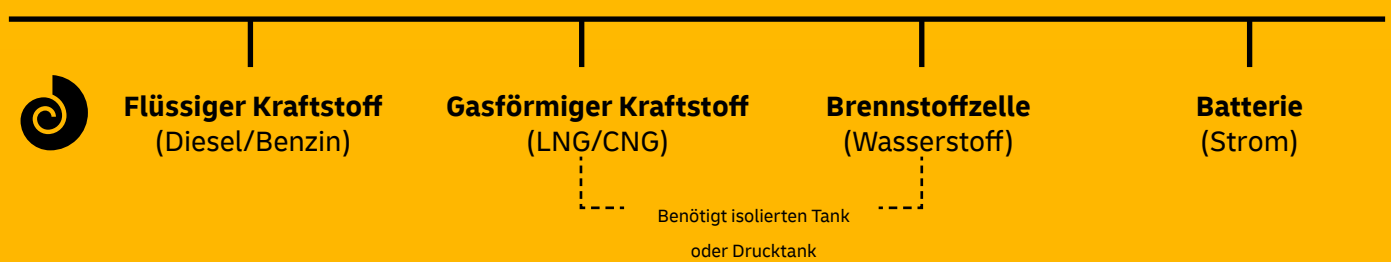 Flüssiger Kraftstoff
(Diesel/Benzin)
Gasförmiger Kraftstoff
(LNG/CNG)
Brennstoffzelle
(Wasserstoff)
Batterie
(Strom)
Benötigt isolierten Tank
oder Drucktank